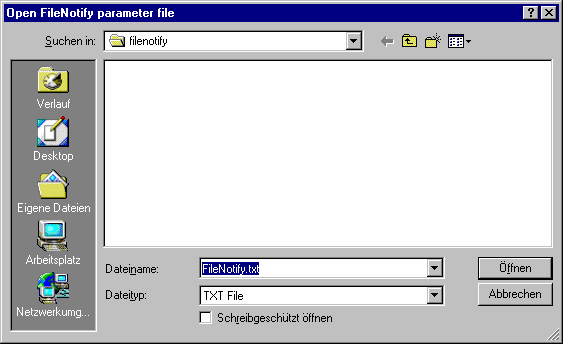 Open FileNotify parameter file
Suchen in:
filenotify
Verlauf
Desktop
Eigene Dateien
Arbeitsplatz
Netzwerkumg...
Dateiname:
FileNotify.txt
Öffnen
Dateityp:
TXT File
Abbrechen
Schreibgeschützt öffnen